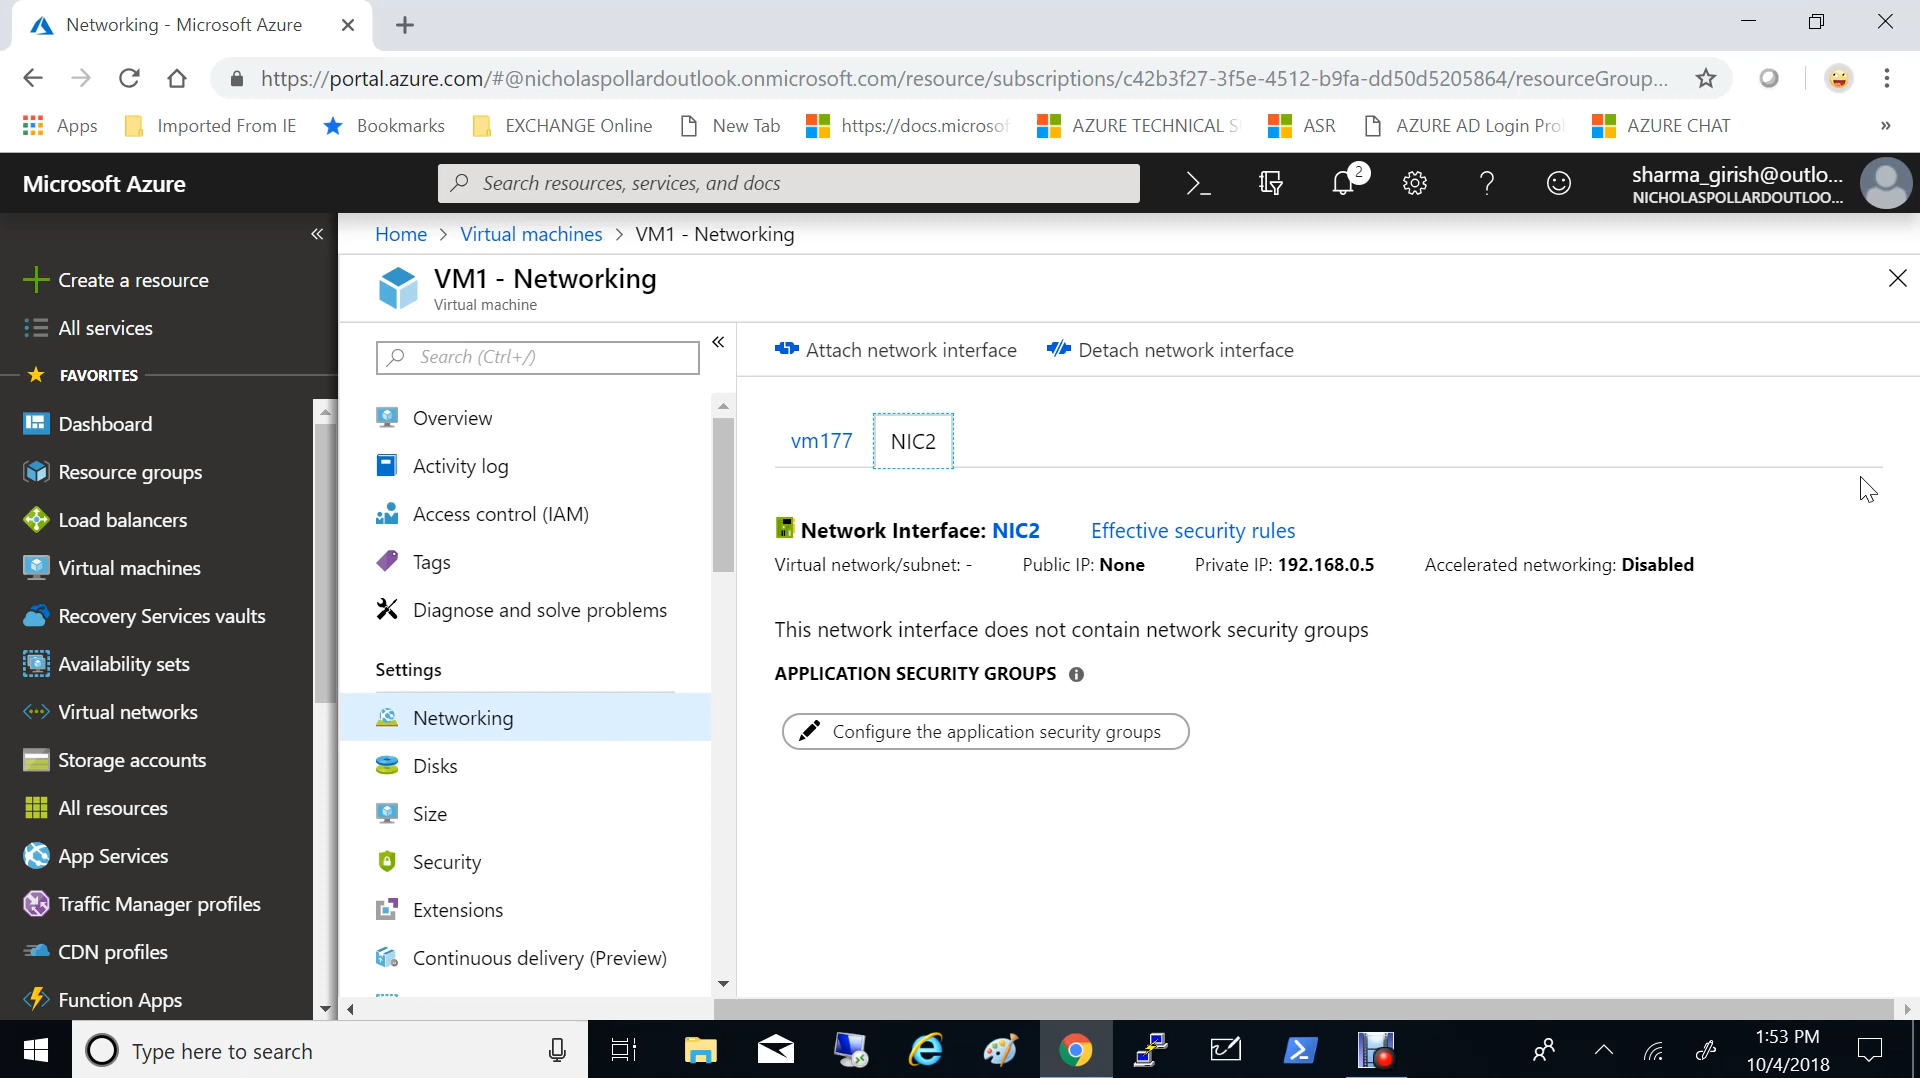 Networking - Microsoft Azure
https://portal.azure.com/#@nicholaspollardoutlook.onmicrosoft.com/resource/subscriptions/c42b3f27-3f5e-4512-b9fa-dd50d5205864/resourceGroup...
Apps
Imported From IE
Bookmarks
EXCHANGE Online
New Tab
https://docs.microsof
AZURE TECHNICAL S
ASR
AZURE AD Login Pro
AZURE CHAT
»
Microsoft Azure
Search resources, services, and docs
2
sharma_girish@outlo...
NICHOLASPOLLARDOUTLOO...
Home > Virtual machines > VM1 - Networking
VM1 - Networking
Virtual machine
Create a resource
All services
FAVORITES
Dashboard
Resource groups
Load balancers
Virtual machines
Recovery Services vaults
Availability sets
Virtual networks
Storage accounts
All resources
App Services
Traffic Manager profiles
CDN profiles
Function Apps
Search (Ctrl+/)
Overview
Activity log
Access control (IAM)
Tags
Diagnose and solve problems
Settings
Networking
Disks
Size
Security
Extensions
Continuous delivery (Preview)
Attach network interface
Detach network interface
vm177
NIC2
Network Interface: NIC2
Effective security rules
Virtual network/subnet: -
Public IP: None
Private IP: 192.168.0.5
Accelerated networking: Disabled
This network interface does not contain network security groups
APPLICATION SECURITY GROUPS
Configure the application security groups
Type here to search
1:53 PM
10/4/2018